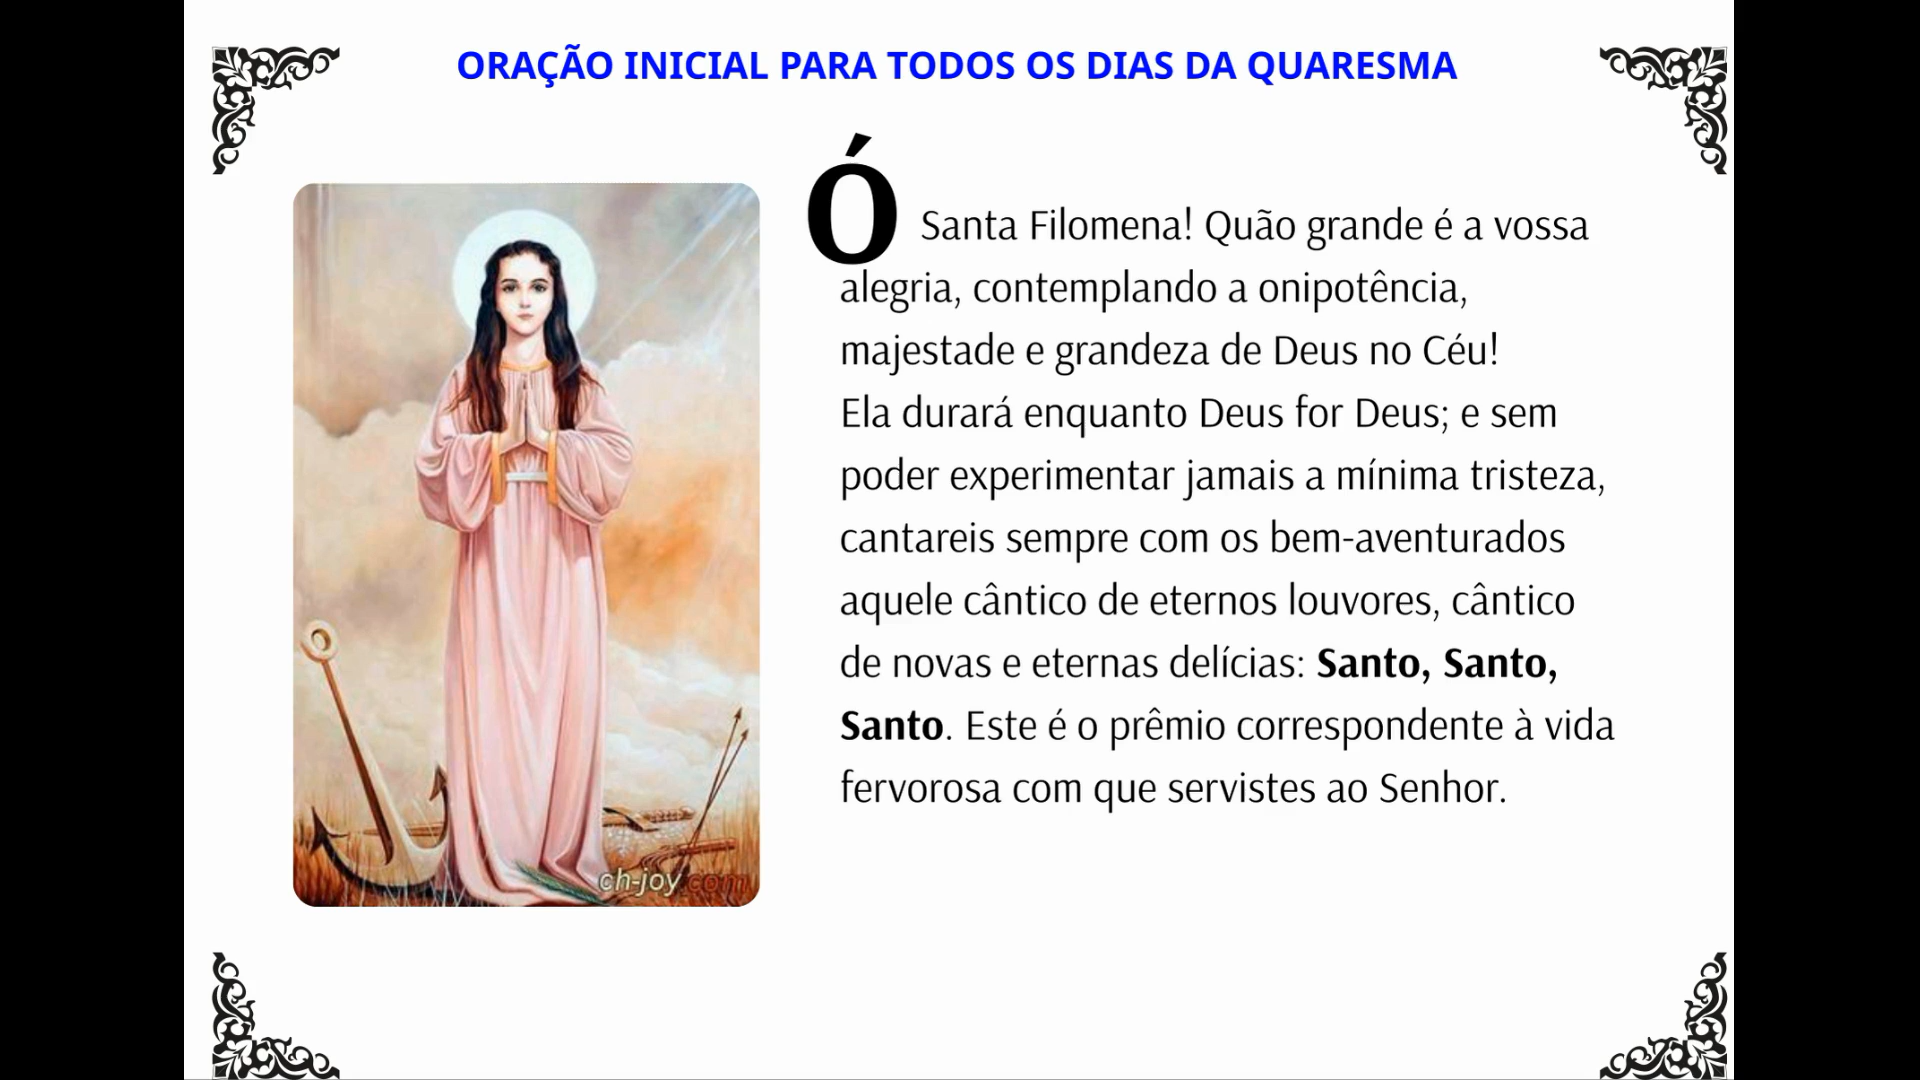 ORAÇÃO INICIAL PARA TODOS OS DIAS DA QUARESMA
Ó Santa Filomena! Quão grande é a vossa
alegria, contemplando a onipotência,
majestade e grandeza de Deus no Céu!
Ela durará enquanto Deus for Deus; e sem
poder experimentar jamais a mínima tristeza,
cantareis sempre com os bem-aventurados
aquele cântico de eternos louvores, cântico
de novas e eternas delícias: Santo, Santo,
Santo. Este é o prêmio correspondente à vida
fervorosa com que servistes ao Senhor.
ch-joy.com